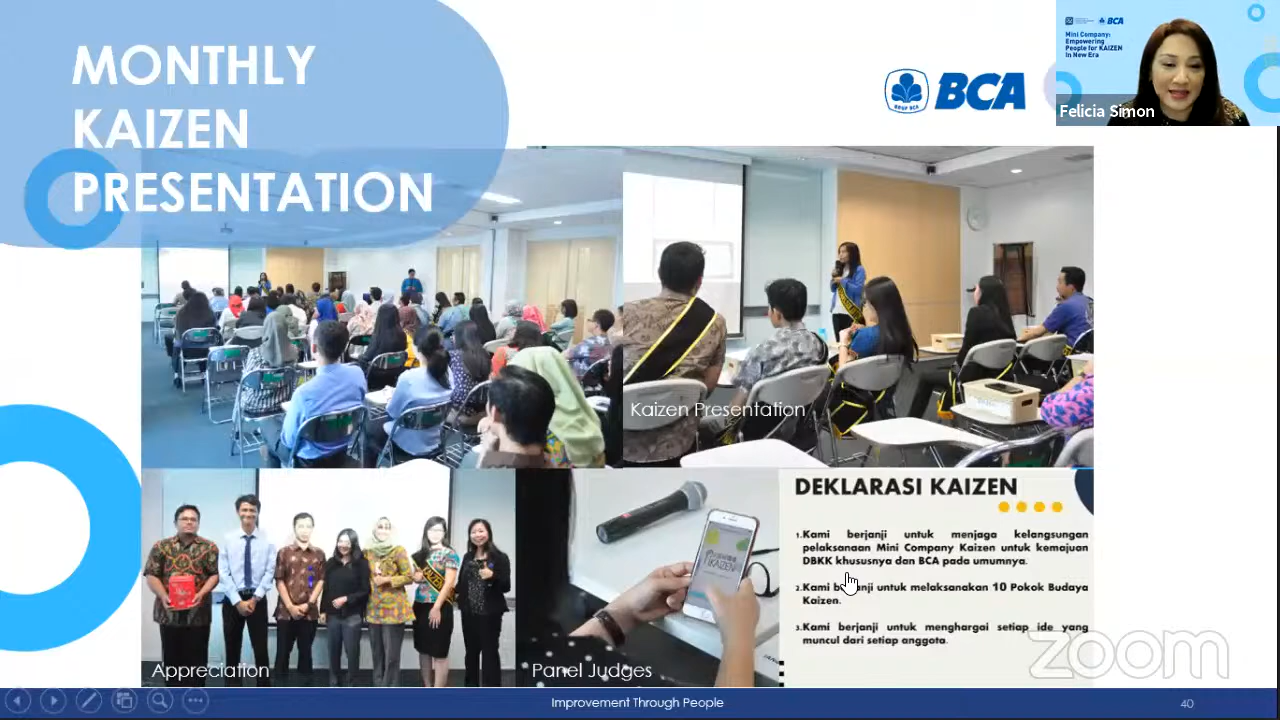 MONTHLY
KAIZEN
PRESENTATION
BCA
BCA
Mini Company:
Empowering
People for KAIZEN
in New Era
Felicia Simon
Kaizen Presentation
Appreciation
Panel Judges
KAIZEN
DEKLARASI KAIZEN
1.Kami berjanji untuk menjaga kelangsungan
pelaksanaan Mini Company Kaizen untuk kemajuan
DBKK khususnya dan BCA pada umumnya.
2.Kami untuk melaksanakan 10 Pokok Budaya
Kaizen.
3.Kami berjanji untuk menghargai setiap ide yang
muncul dari setiap anggota.
zoom
Improvement Through People
40